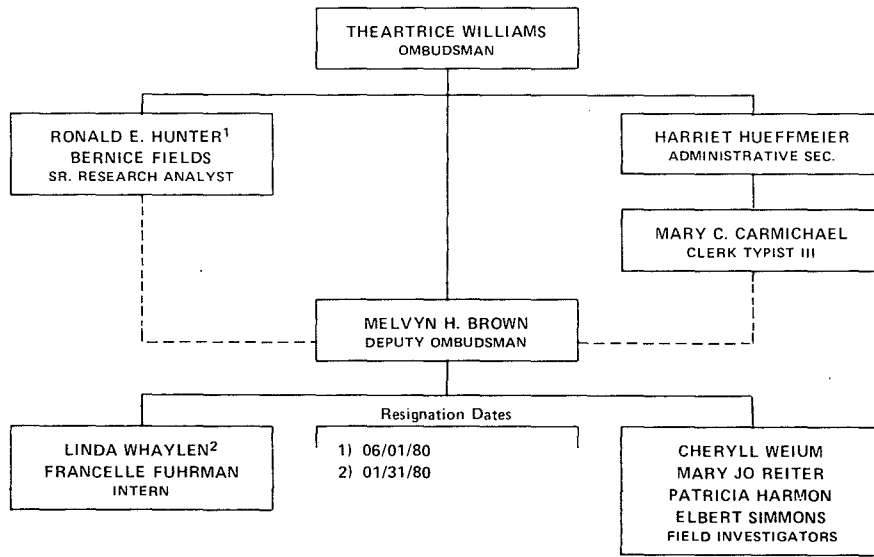 THEARTRICE WILLIAMS
OMBUDSMAN
RONALD E. HUNTER1
BERNICE FIELDS
SR. RESEARCH ANALYST
HARRIET HUEFFMEIER
ADMINISTRATIVE SEC.
MARY C. CARMICHAEL
CLERK TYPIST III
MELVYN H. BROWN
DEPUTY OMBUDSMAN
LINDA WHAYLEN2
FRANCELLE FUHRMAN
INTERN
Resignation Dates
1) 06/01/80
2) 01/31/80
CHERYLL WEIUM
MARY JO REITER
PATRICIA HARMON
ELBERT SIMMONS
FIELD INVESTIGATORS